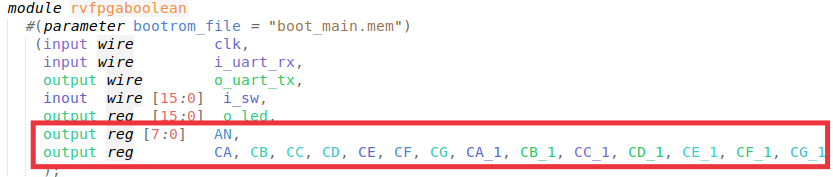 module rvfpgaboolean
#(parameter bootrom_file = "boot_main.mem")
(input wire clk,
input wire i_uart_rx,
output wire o_uart_tx,
inout wire [15:0] i_sw,
output reg [15:0] o_led,
output reg [7:0] AN,
output reg CA, CB, CC, CD, CE, CF, CG, CA_1, CB_1, CC_1, CD_1, CE_1, CF_1, CG_1
);